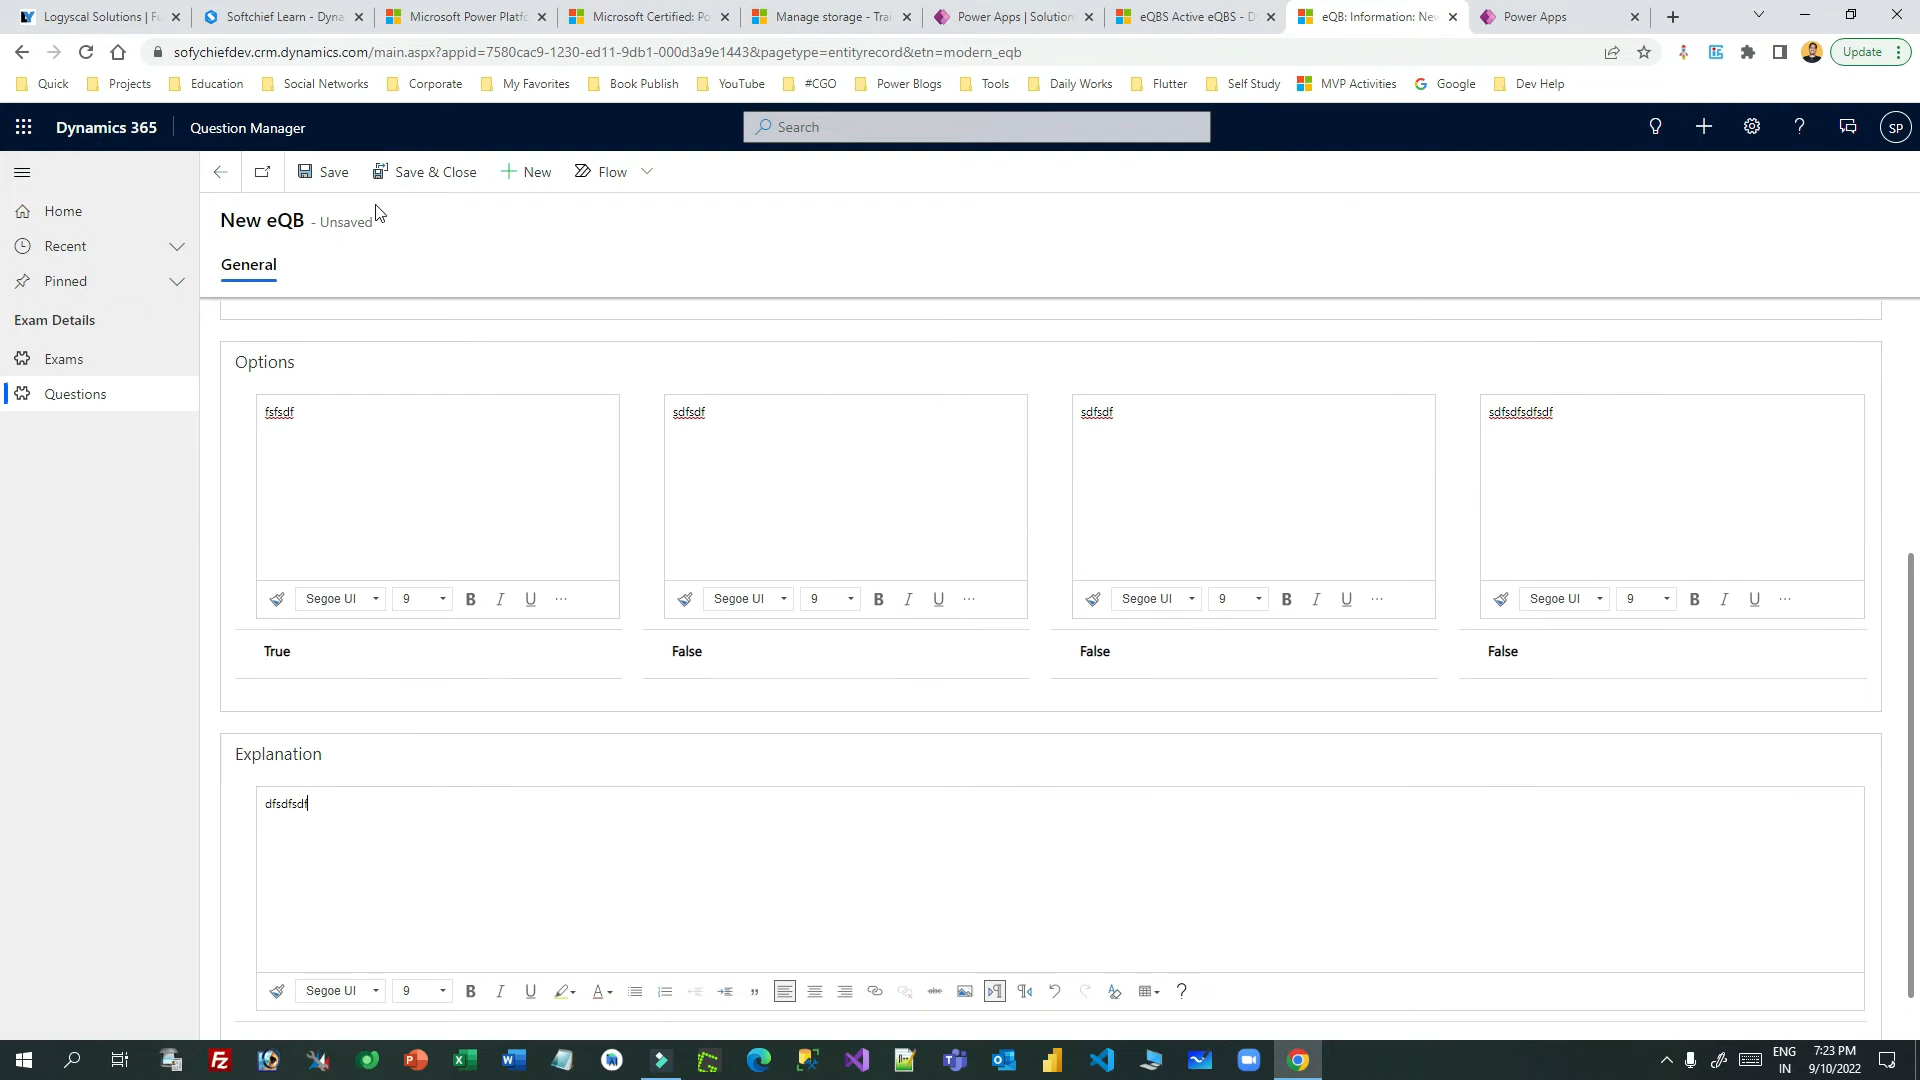 Logyscal Solutions | Fu
Softchief Learn - Dyna
Microsoft Power Platfo
Microsoft Certified: Po
Manage storage - Trai
Power Apps | Solution
eQBS Active eQBS - D
eQB: Information: New
Power Apps
sofychiefdev.crm.dynamics.com/main.aspx?appid=7580cac9-1230-ed11-9db1-000d3a9e1443&pagetype=entityrecord&etn=modern_eqb
Update
Quick
Projects
Education
Social Networks
Corporate
My Favorites
Book Publish
YouTube
#CGO
Power Blogs
Tools
Daily Works
Flutter
Self Study
MVP Activities
Google
Dev Help
Dynamics 365
Question Manager
Search
SP
Save
Save & Close
New
Flow
Home
Recent
Pinned
Exam Details
Exams
Questions
New eQB - Unsaved
General
Options
fsfsdf
sdfsdf
sdfsdf
sdfsdfsdfsdf
Segoe UI 9 B I U ...
Segoe UI 9 B I U ...
Segoe UI 9 B I U ...
Segoe UI 9 B I U ...
True
False
False
False
Explanation
dfsdfsdf
Segoe UI 9 B I U A abc ?
ENG
IN
7:23 PM
9/10/2022